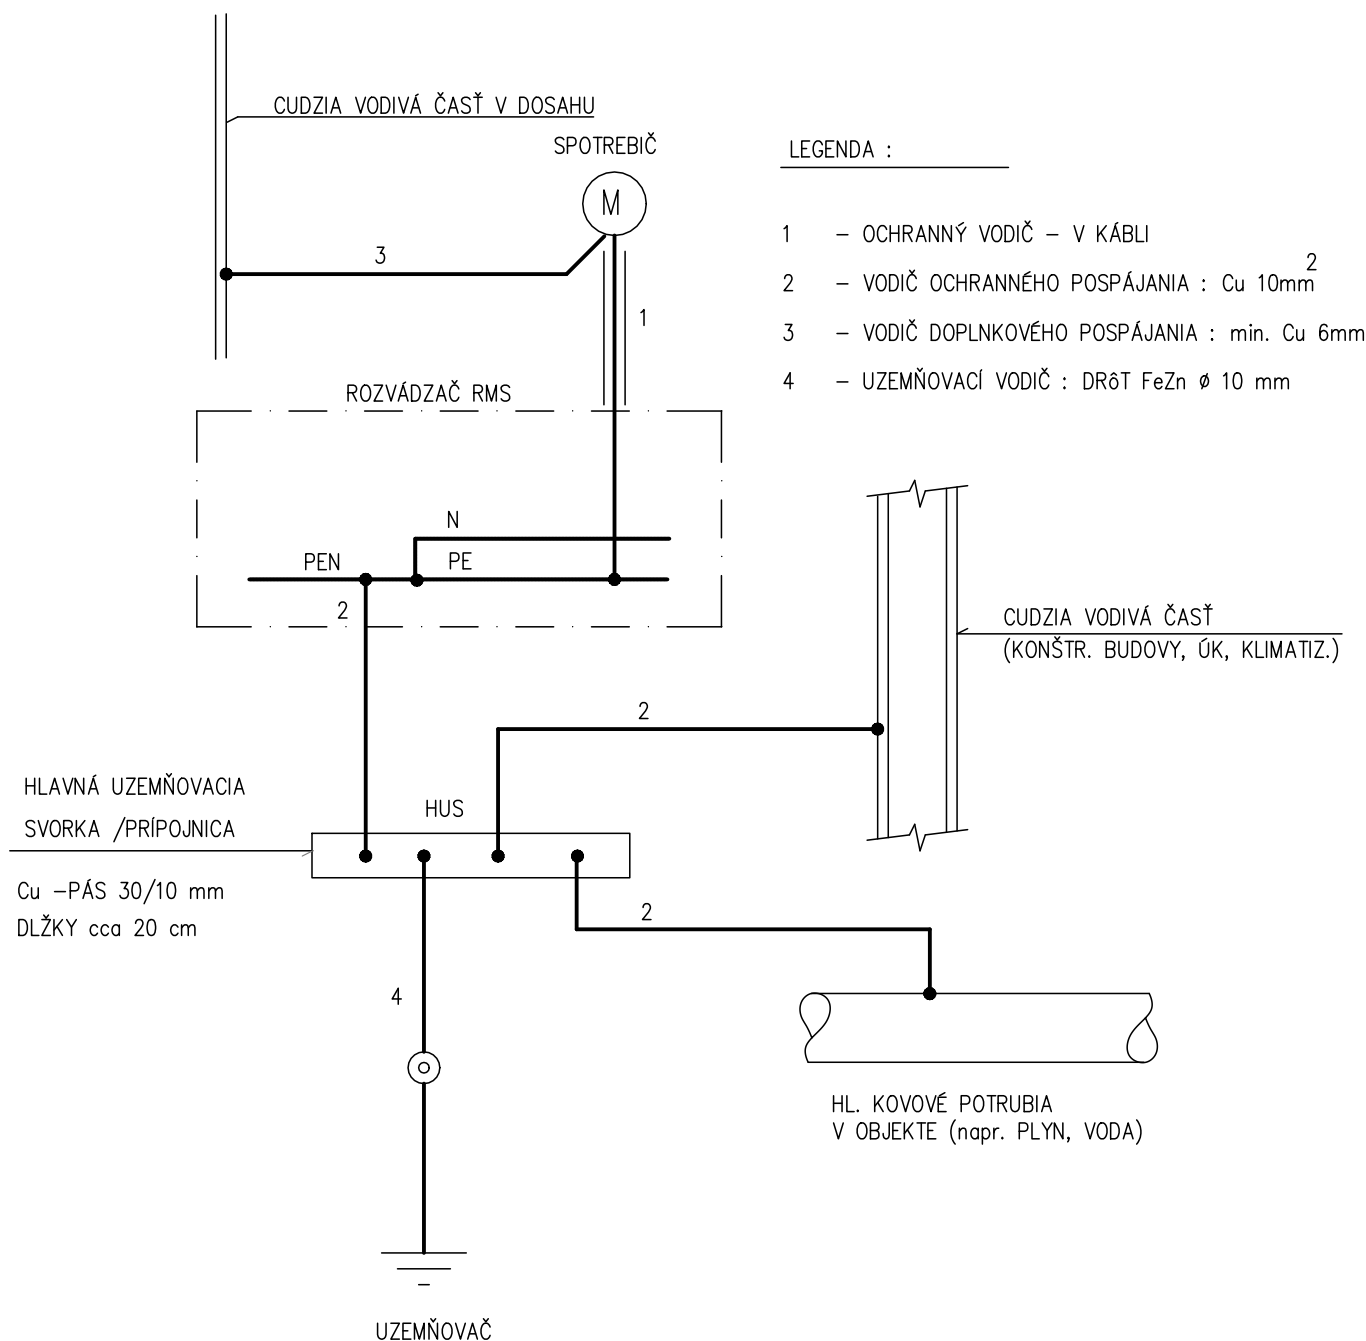 CUDZIA VODIVÁ ČASŤ V DOSAHU
SPOTREBIČ
M
3
1
LEGENDA :
1 – OCHRANNÝ VODIČ – V KÁBLI
2 – VODIČ OCHRANNÉHO POSPÁJANIA : Cu 10mm²
3 – VODIČ DOPLNKOVÉHO POSPÁJANIA : min. Cu 6mm
4 – UZEMŇOVACÍ VODIČ : DRôT FeZn ø 10 mm
ROZVÁDZAČ RMS
N
PEN
PE
2
CUDZIA VODIVÁ ČASŤ
(KONŠTR. BUDOVY, ÚK, KLIMATIZ.)
2
HLAVNÁ UZEMŇOVACIA
SVORKA /PRÍPOJNICA
Cu –PÁS 30/10 mm
DLŽKY cca 20 cm
HUS
2
4
HL. KOVOVÉ POTRUBIA
V OBJEKTE (napr. PLYN, VODA)
UZEMŇOVAČ